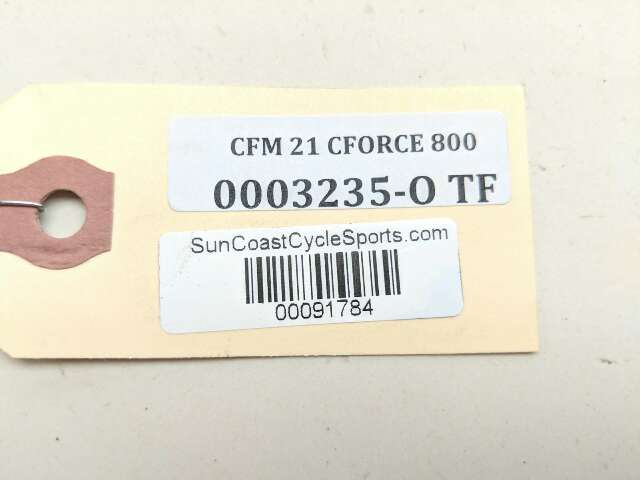 CFM 21 CFORCE 800
0003235-O TF
SunCoastCycleSports.com
00091784